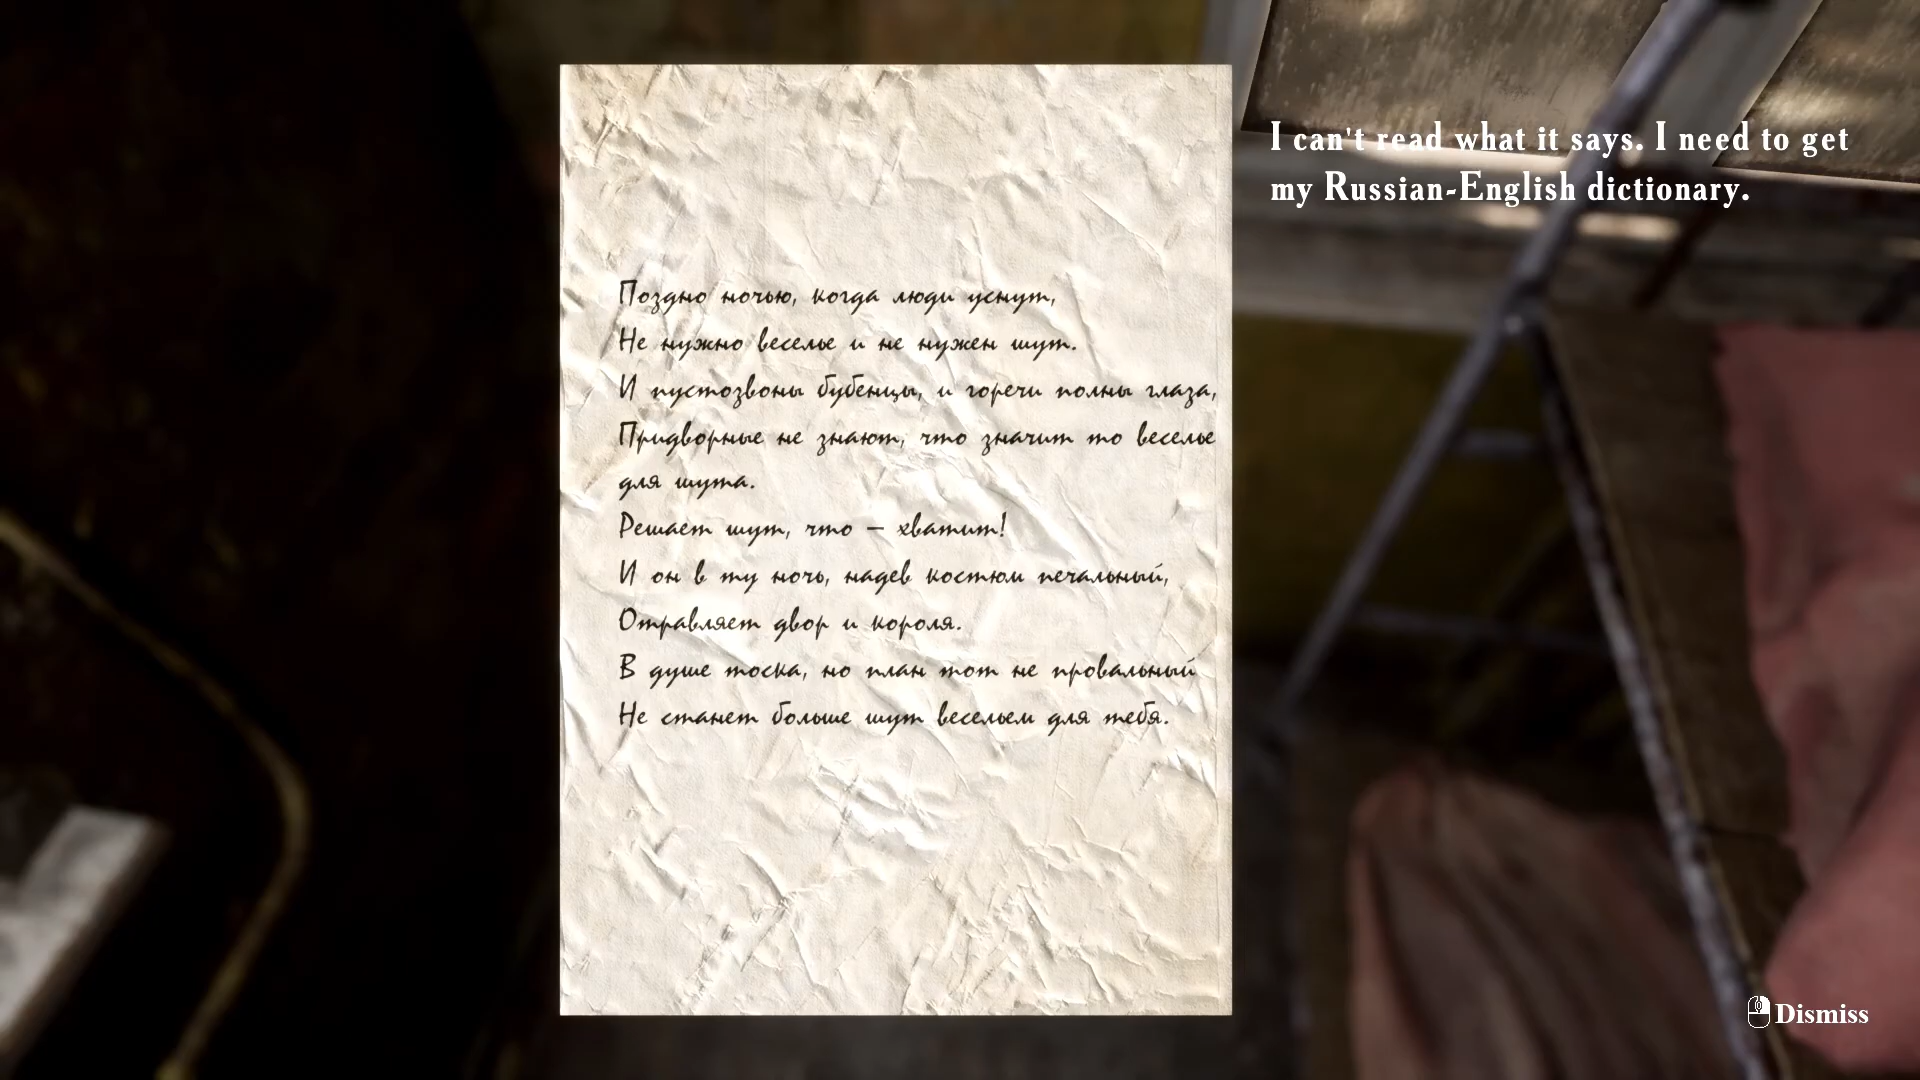 I can't read what it says. I need to get
my Russian-English dictionary.
Поздно ночью, когда люди уснут,
Не нужно веселье и не нужен шут.
И пустозвоны бубенцы, и горечи полны глаза,
Придворные не знают, что значит то веселье
для шута.
Решает шут, что – хватит!
И он в ту ночь, надев костюм печальный,
Отравляет двор и короля.
В душе тоска, но план тот не провальный
Не станет больше шут весельем для тебя.
Dismiss